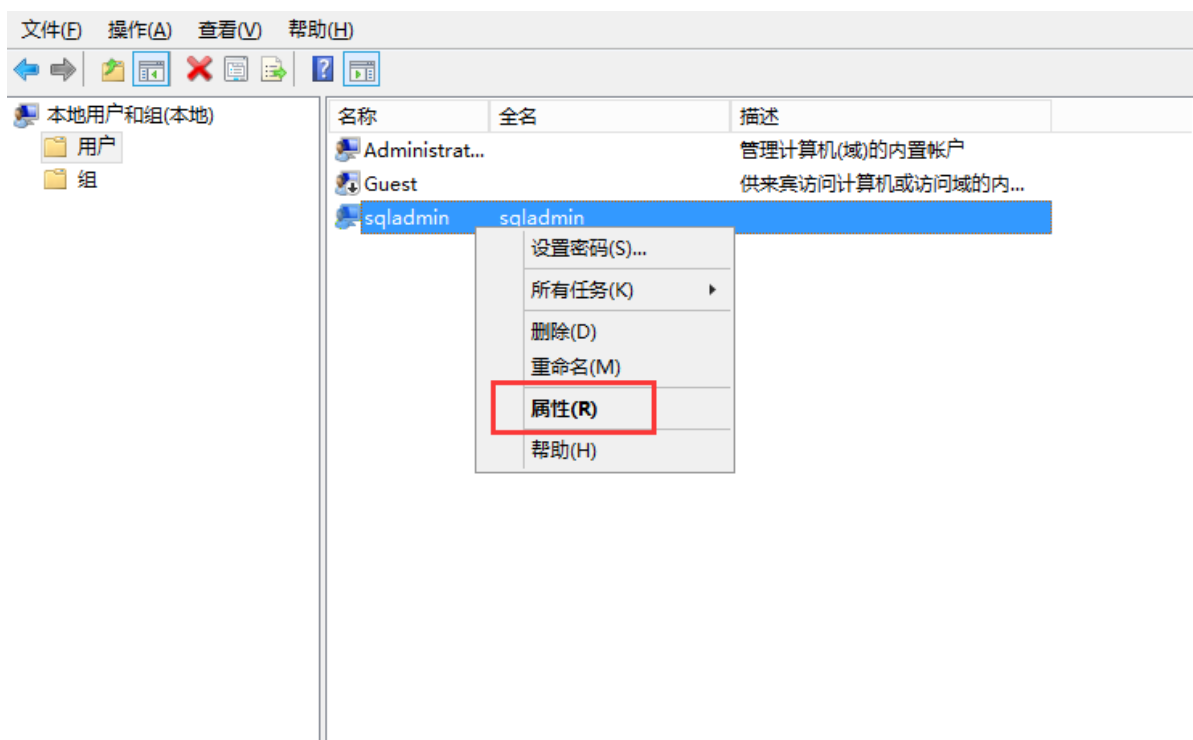 文件(F) 操作(A) 查看(V) 帮助(H)
本地用户和组(本地)
用户
组
名称 全名 描述
Administrat... 管理计算机(域)的内置帐户
Guest 供来宾访问计算机或访问域的内...
sqladmin sqladmin
设置密码(S)...
所有任务(K)
删除(D)
重命名(M)
属性(R)
帮助(H)